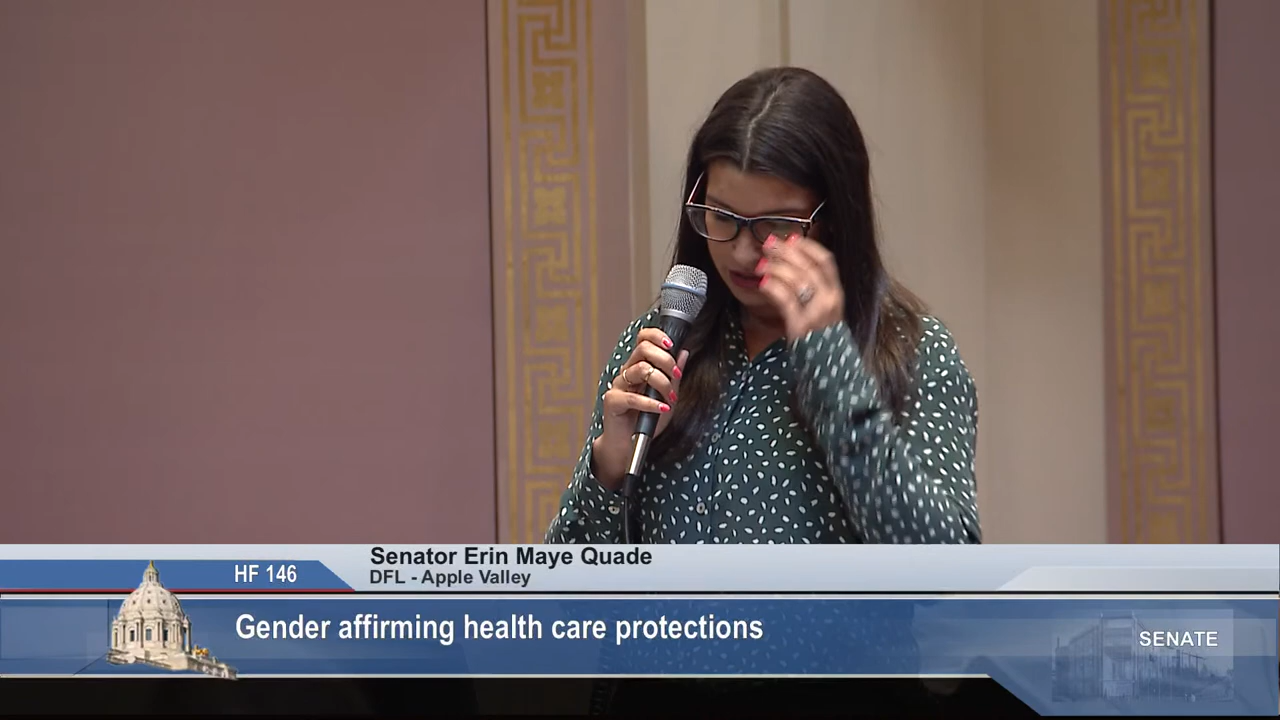 Senator Erin Maye Quade
HF 146
DFL - Apple Valley
Gender affirming health care protections
SENATE